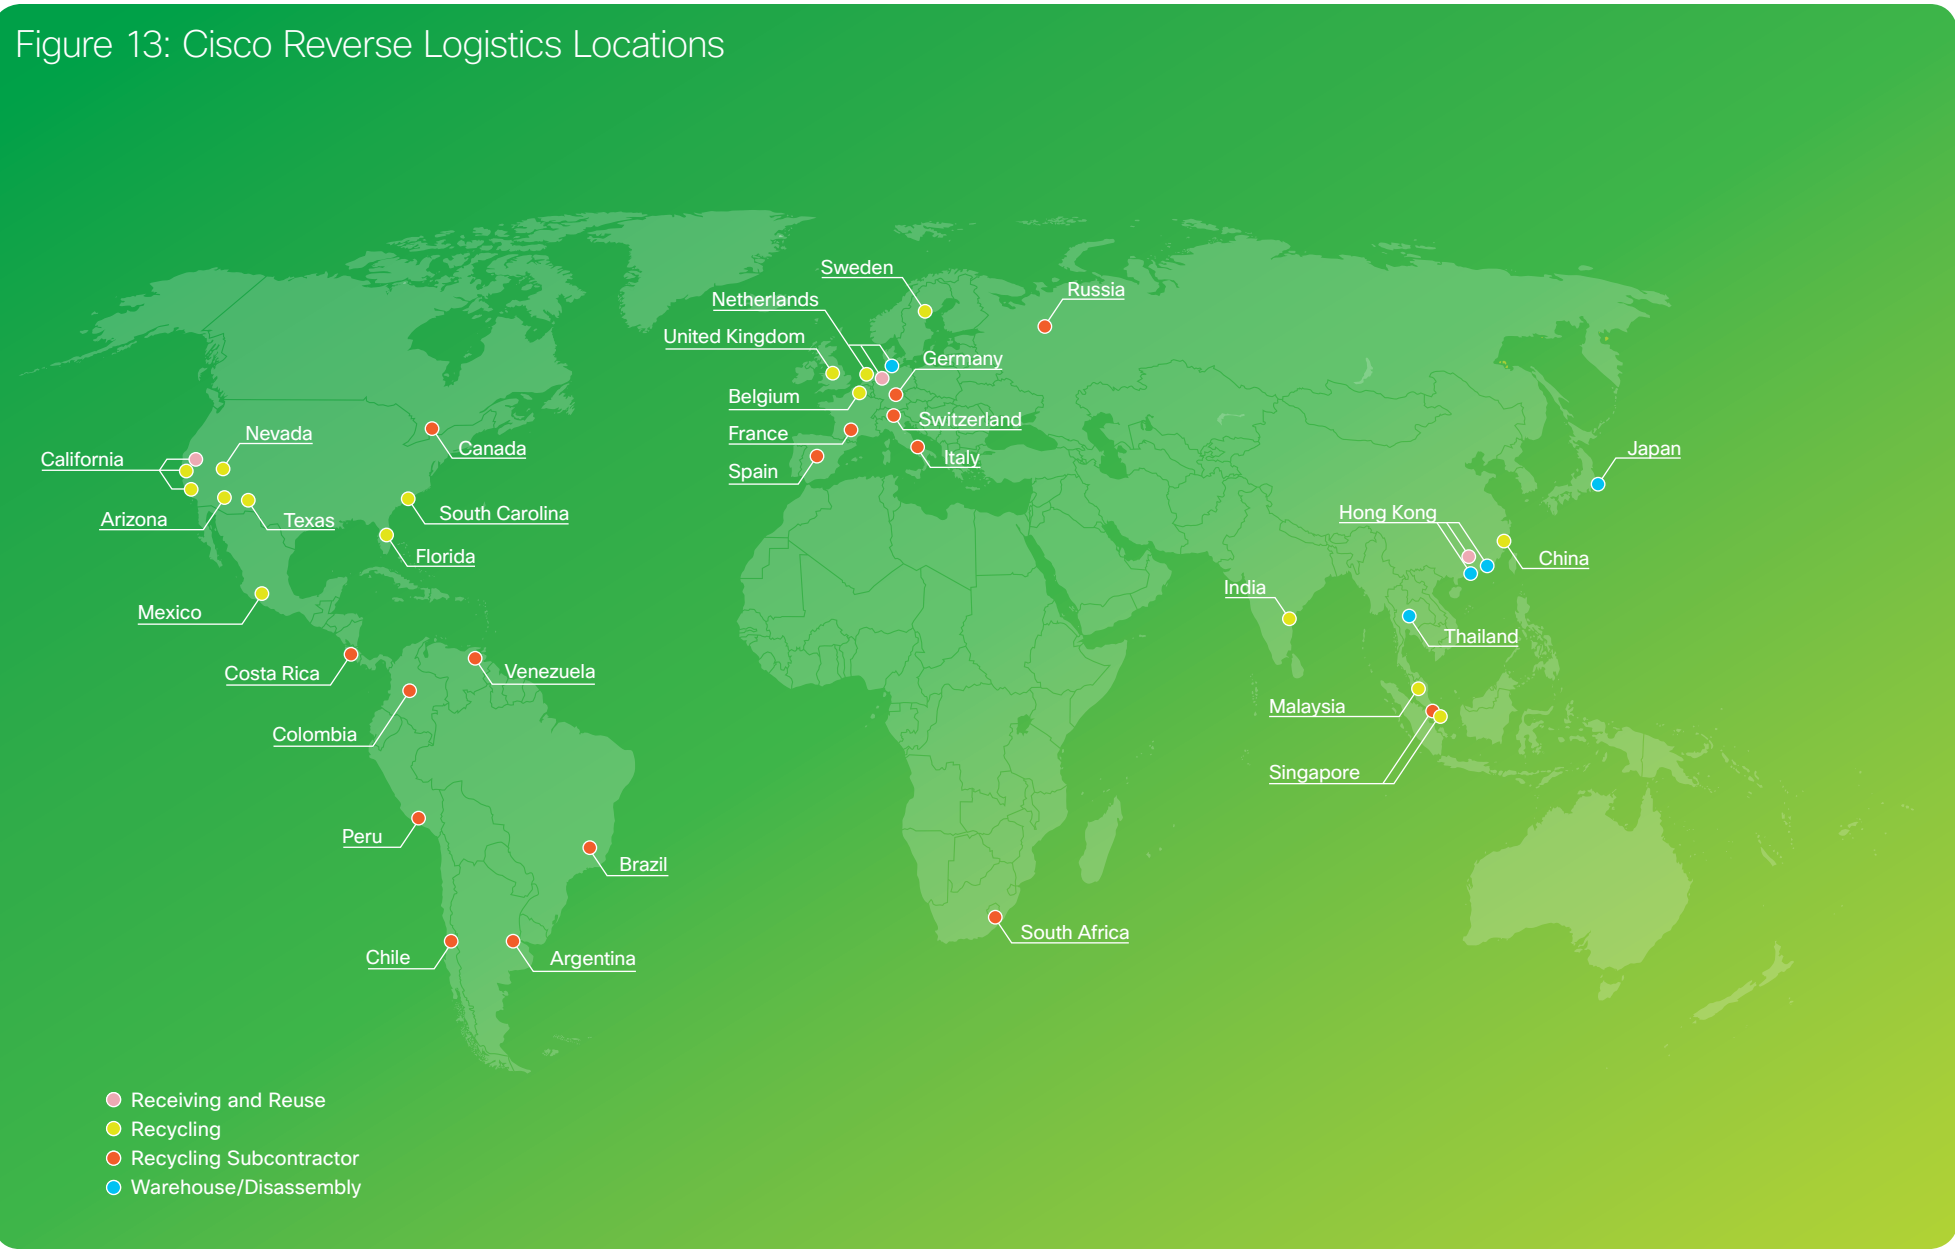 Figure 13: Cisco Reverse Logistics Locations
Sweden
Netherlands
Russia
United Kingdom
Germany
Belgium
Switzerland
France
Italy
Spain
Nevada
California
Canada
Arizona
Texas
South Carolina
Florida
Mexico
Costa Rica
Venezuela
Colombia
Peru
Brazil
Chile
Argentina
South Africa
Japan
Hong Kong
China
India
Thailand
Malaysia
Singapore
Receiving and Reuse
Recycling
Recycling Subcontractor
Warehouse/Disassembly